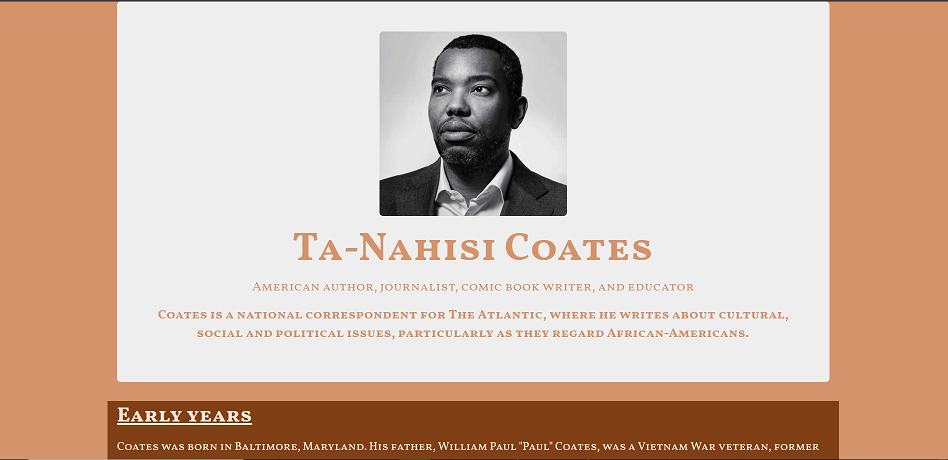 Ta-Nahisi Coates
American author, journalist, comic book writer, and educator
Coates is a national correspondent for The Atlantic, where he writes about cultural,
social and political issues, particularly as they regard African-Americans.
Early years
Coates was born in Baltimore, Maryland. His father, William Paul "Paul" Coates, was a Vietnam War veteran, former